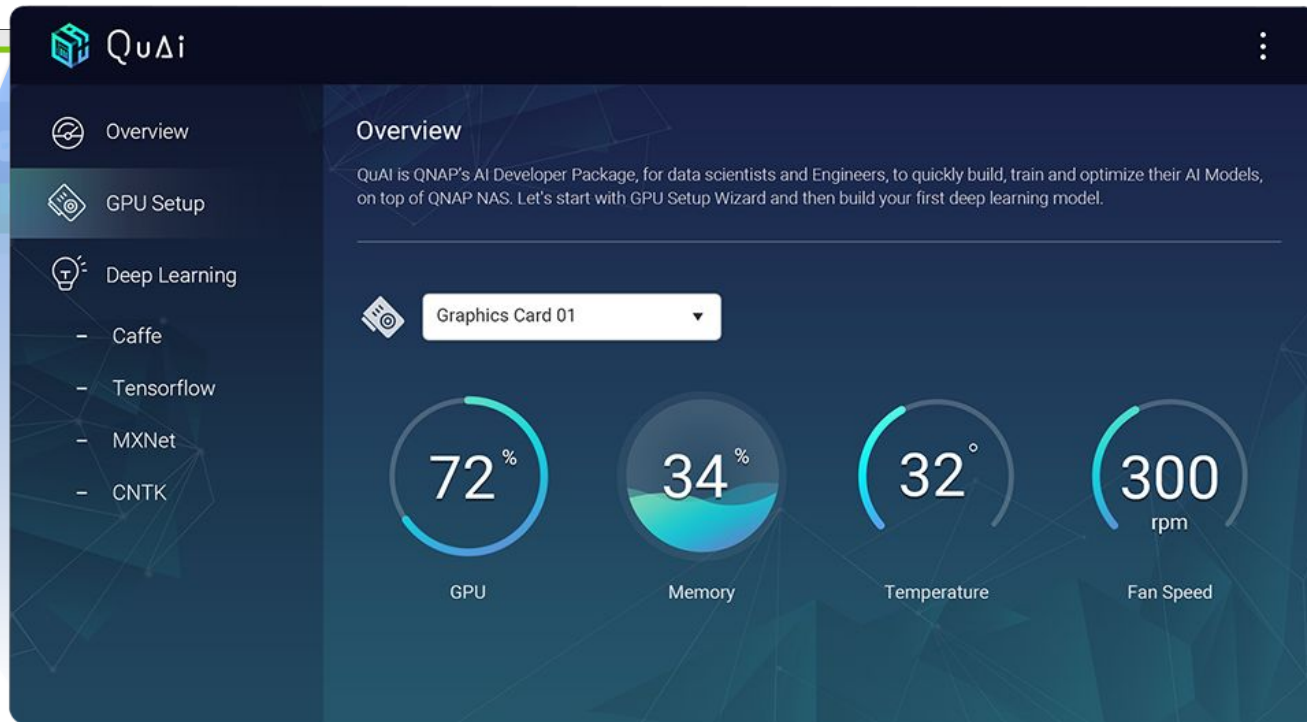 QuAi
Overview
GPU Setup
Deep Learning
- Caffe
- Tensorflow
- MXNet
- CNTK
Overview
QuAI is QNAP's AI Developer Package, for data scientists and Engineers, to quickly build, train and optimize their AI Models,
on top of QNAP NAS. Let's start with GPU Setup Wizard and then build your first deep learning model.
Graphics Card 01
72%
GPU
34%
Memory
32°
Temperature
300
rpm
Fan Speed